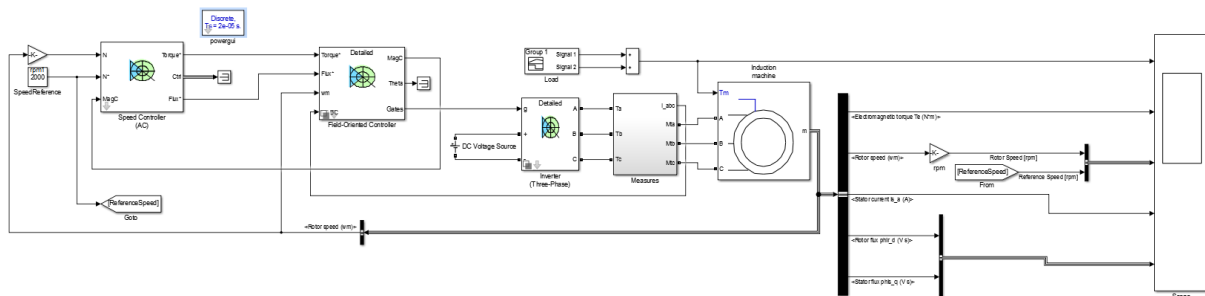 Discrete,
Ts = 2e-05 s.
powergui
-K-
rpm
2000
SpeedReference
N
N*
MagC
Torque*
Ctrl
Flux*
Speed Controller
(AC)
Detailed
Torque*
Flux*
wm
MagC
Theta
Gates
Field-Oriented Controller
[ReferenceSpeed]
Goto
<Rotor speed (wm)>
DC Voltage Source
Detailed
g
+
-
A
B
C
Inverter
(Three-Phase)
Group 1
Signal 1
Signal 2
Load
+
+
Ta
Tb
Tc
I_abc
Mta
Mtb
Mtc
Measures
Induction
machine
Tm
A
B
C
m
<Electromagnetic torque Te (N*m)>
<Rotor speed (wm)>
-K-
rpm
Rotor Speed [rpm]
[ReferenceSpeed]
From
Reference Speed [rpm]
<Stator current is_a (A)>
<Rotor flux phir_d (V s)>
<Stator flux phis_q (V s)>